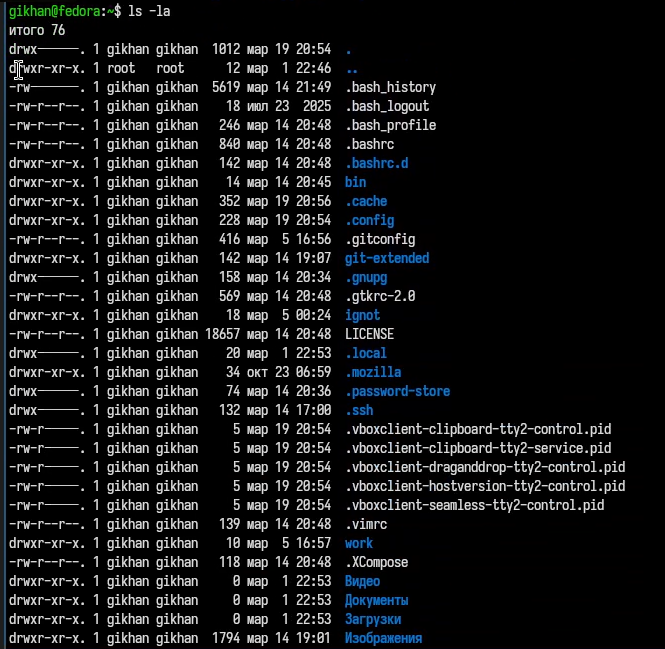 gikhan@fedora:~$ ls -la
итого 76
drwx------. 1 gikhan gikhan  1012 мар 19 20:54 .
drwxr-xr-x. 1 root   root      12 мар  1 22:46 ..
-rw-------. 1 gikhan gikhan  5619 мар 14 21:49 .bash_history
-rw-r--r--. 1 gikhan gikhan    18 июл 23  2025 .bash_logout
-rw-r--r--. 1 gikhan gikhan   246 мар 14 20:48 .bash_profile
-rw-r--r--. 1 gikhan gikhan   840 мар 14 20:48 .bashrc
drwxr-xr-x. 1 gikhan gikhan   142 мар 14 20:48 .bashrc.d
drwxr-xr-x. 1 gikhan gikhan    14 мар 14 20:45 bin
drwxr-xr-x. 1 gikhan gikhan   352 мар 19 20:56 .cache
drwxr-xr-x. 1 gikhan gikhan   228 мар 19 20:54 .config
-rw-r--r--. 1 gikhan gikhan   416 мар  5 16:56 .gitconfig
drwxr-xr-x. 1 gikhan gikhan   142 мар 14 19:07 git-extended
drwx------. 1 gikhan gikhan   158 мар 14 20:34 .gnupg
-rw-r--r--. 1 gikhan gikhan   569 мар 14 20:48 .gtkrc-2.0
drwxr-xr-x. 1 gikhan gikhan    18 мар  5 00:24 ignot
-rw-r--r--. 1 gikhan gikhan 18657 мар 14 20:48 LICENSE
drwx------. 1 gikhan gikhan    20 мар  1 22:53 .local
drwxr-xr-x. 1 gikhan gikhan    34 окт 23 06:59 .mozilla
drwxr-xr-x. 1 gikhan gikhan    74 мар 14 20:36 .password-store
drwx------. 1 gikhan gikhan   132 мар 14 17:00 .ssh
-rw-r-----. 1 gikhan gikhan     5 мар 19 20:54 .vboxclient-clipboard-tty2-control.pid
-rw-r-----. 1 gikhan gikhan     5 мар 19 20:54 .vboxclient-clipboard-tty2-service.pid
-rw-r-----. 1 gikhan gikhan     5 мар 19 20:54 .vboxclient-draganddrop-tty2-control.pid
-rw-r-----. 1 gikhan gikhan     5 мар 19 20:54 .vboxclient-hostversion-tty2-control.pid
-rw-r-----. 1 gikhan gikhan     5 мар 19 20:54 .vboxclient-seamless-tty2-control.pid
-rw-r--r--. 1 gikhan gikhan   139 мар 14 20:48 .vimrc
drwxr-xr-x. 1 gikhan gikhan    10 мар  5 16:57 work
-rw-r--r--. 1 gikhan gikhan   118 мар 14 20:48 .XCompose
drwxr-xr-x. 1 gikhan gikhan     0 мар  1 22:53 Видео
drwxr-xr-x. 1 gikhan gikhan     0 мар  1 22:53 Документы
drwxr-xr-x. 1 gikhan gikhan     0 мар  1 22:53 Загрузки
drwxr-xr-x. 1 gikhan gikhan  1794 мар 14 19:01 Изображения